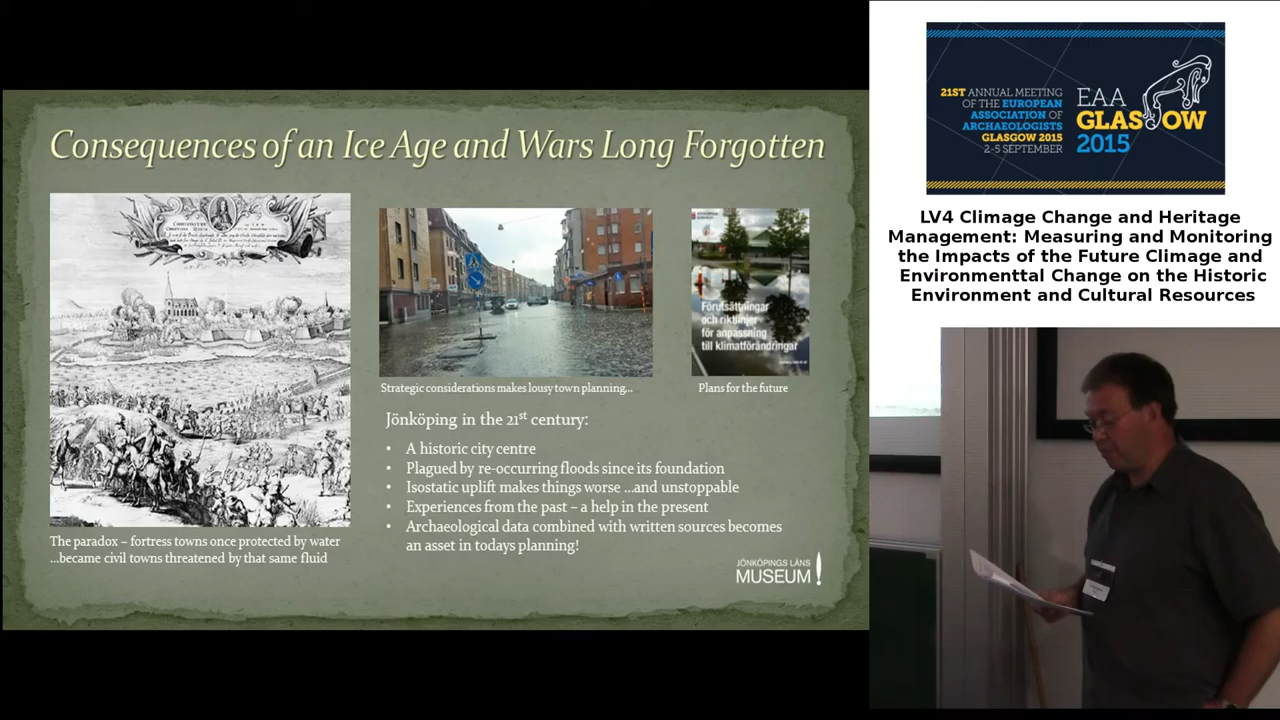 Consequences of an Ice Age and Wars Long Forgotten
Förutsättningar
och riktlinjer
för anpassning
till klimatförändringar
Strategic considerations makes lousy town planning...
Plans for the future
Jönköping in the 21st century:
• A historic city centre
• Plagued by re-occurring floods since its foundation
• Isostatic uplift makes things worse ...and unstoppable
• Experiences from the past – a help in the present
• Archaeological data combined with written sources becomes
an asset in todays planning!
The paradox – fortress towns once protected by water
...became civil towns threatened by that same fluid
JÖNKÖPINGS LÄNS
MUSEUM!
21ST ANNUAL MEETING
OF THE EUROPEAN
ASSOCIATION OF
ARCHAEOLOGISTS
GLASGOW 2015
2-5 SEPTEMBER
EAA
GLASGOW
2015
LV4 Climage Change and Heritage
Management: Measuring and Monitoring
the Impacts of the Future Climage and
Environmenttal Change on the Historic
Environment and Cultural Resources